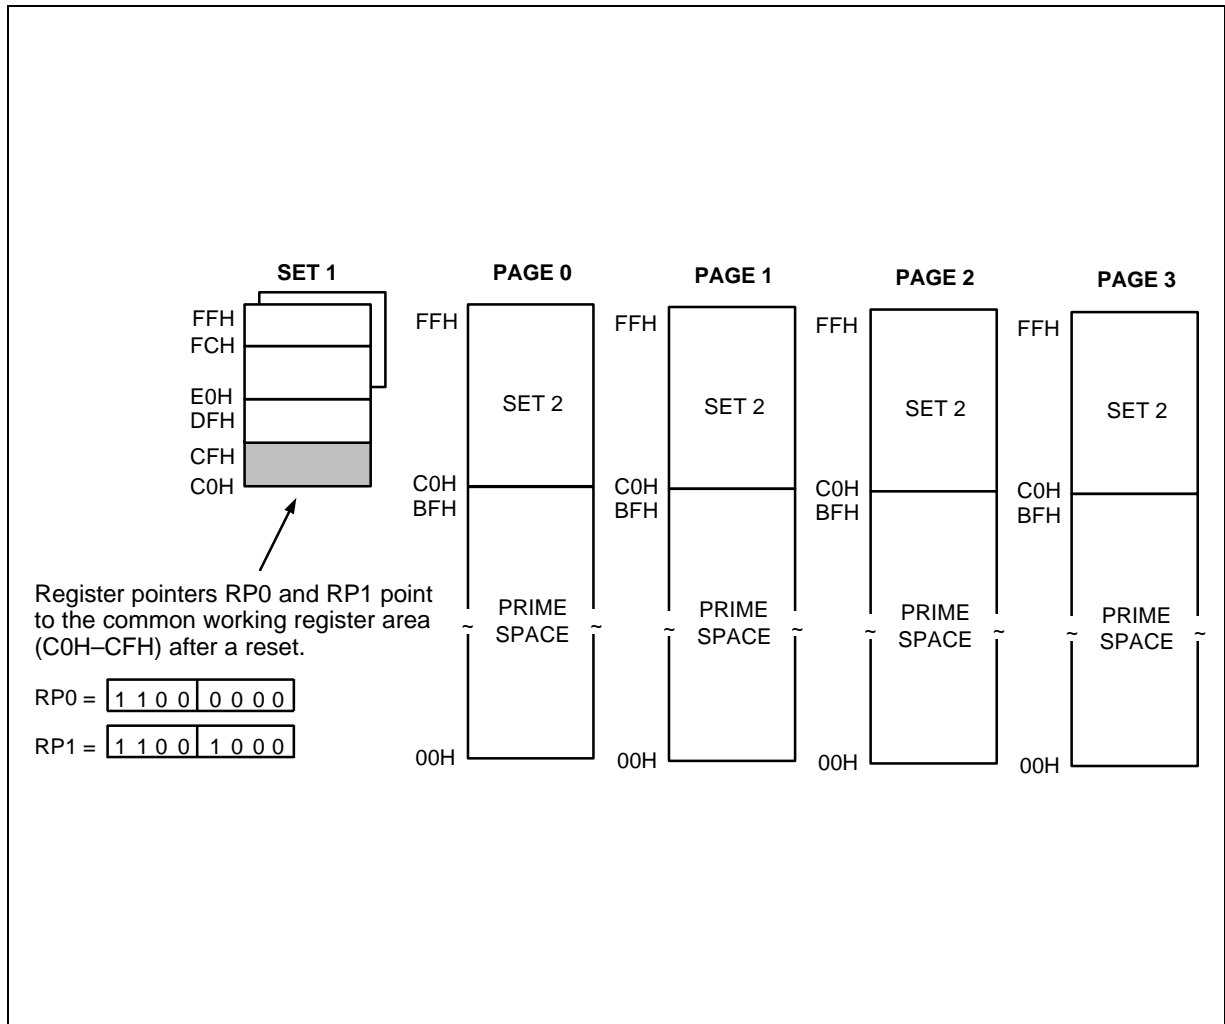 SET 1
FFH
FCH
E0H
DFH
CFH
C0H
PAGE 0
FFH
SET 2
C0H
BFH
~ PRIME ~
SPACE
00H
PAGE 1
FFH
SET 2
C0H
BFH
~ PRIME ~
SPACE
00H
PAGE 2
FFH
SET 2
C0H
BFH
~ PRIME ~
SPACE
00H
PAGE 3
FFH
SET 2
C0H
BFH
~ PRIME ~
SPACE
00H
Register pointers RP0 and RP1 point
to the common working register area
(C0H–CFH) after a reset.
RP0 = 1 1 0 0 0 0 0 0
RP1 = 1 1 0 0 1 0 0 0